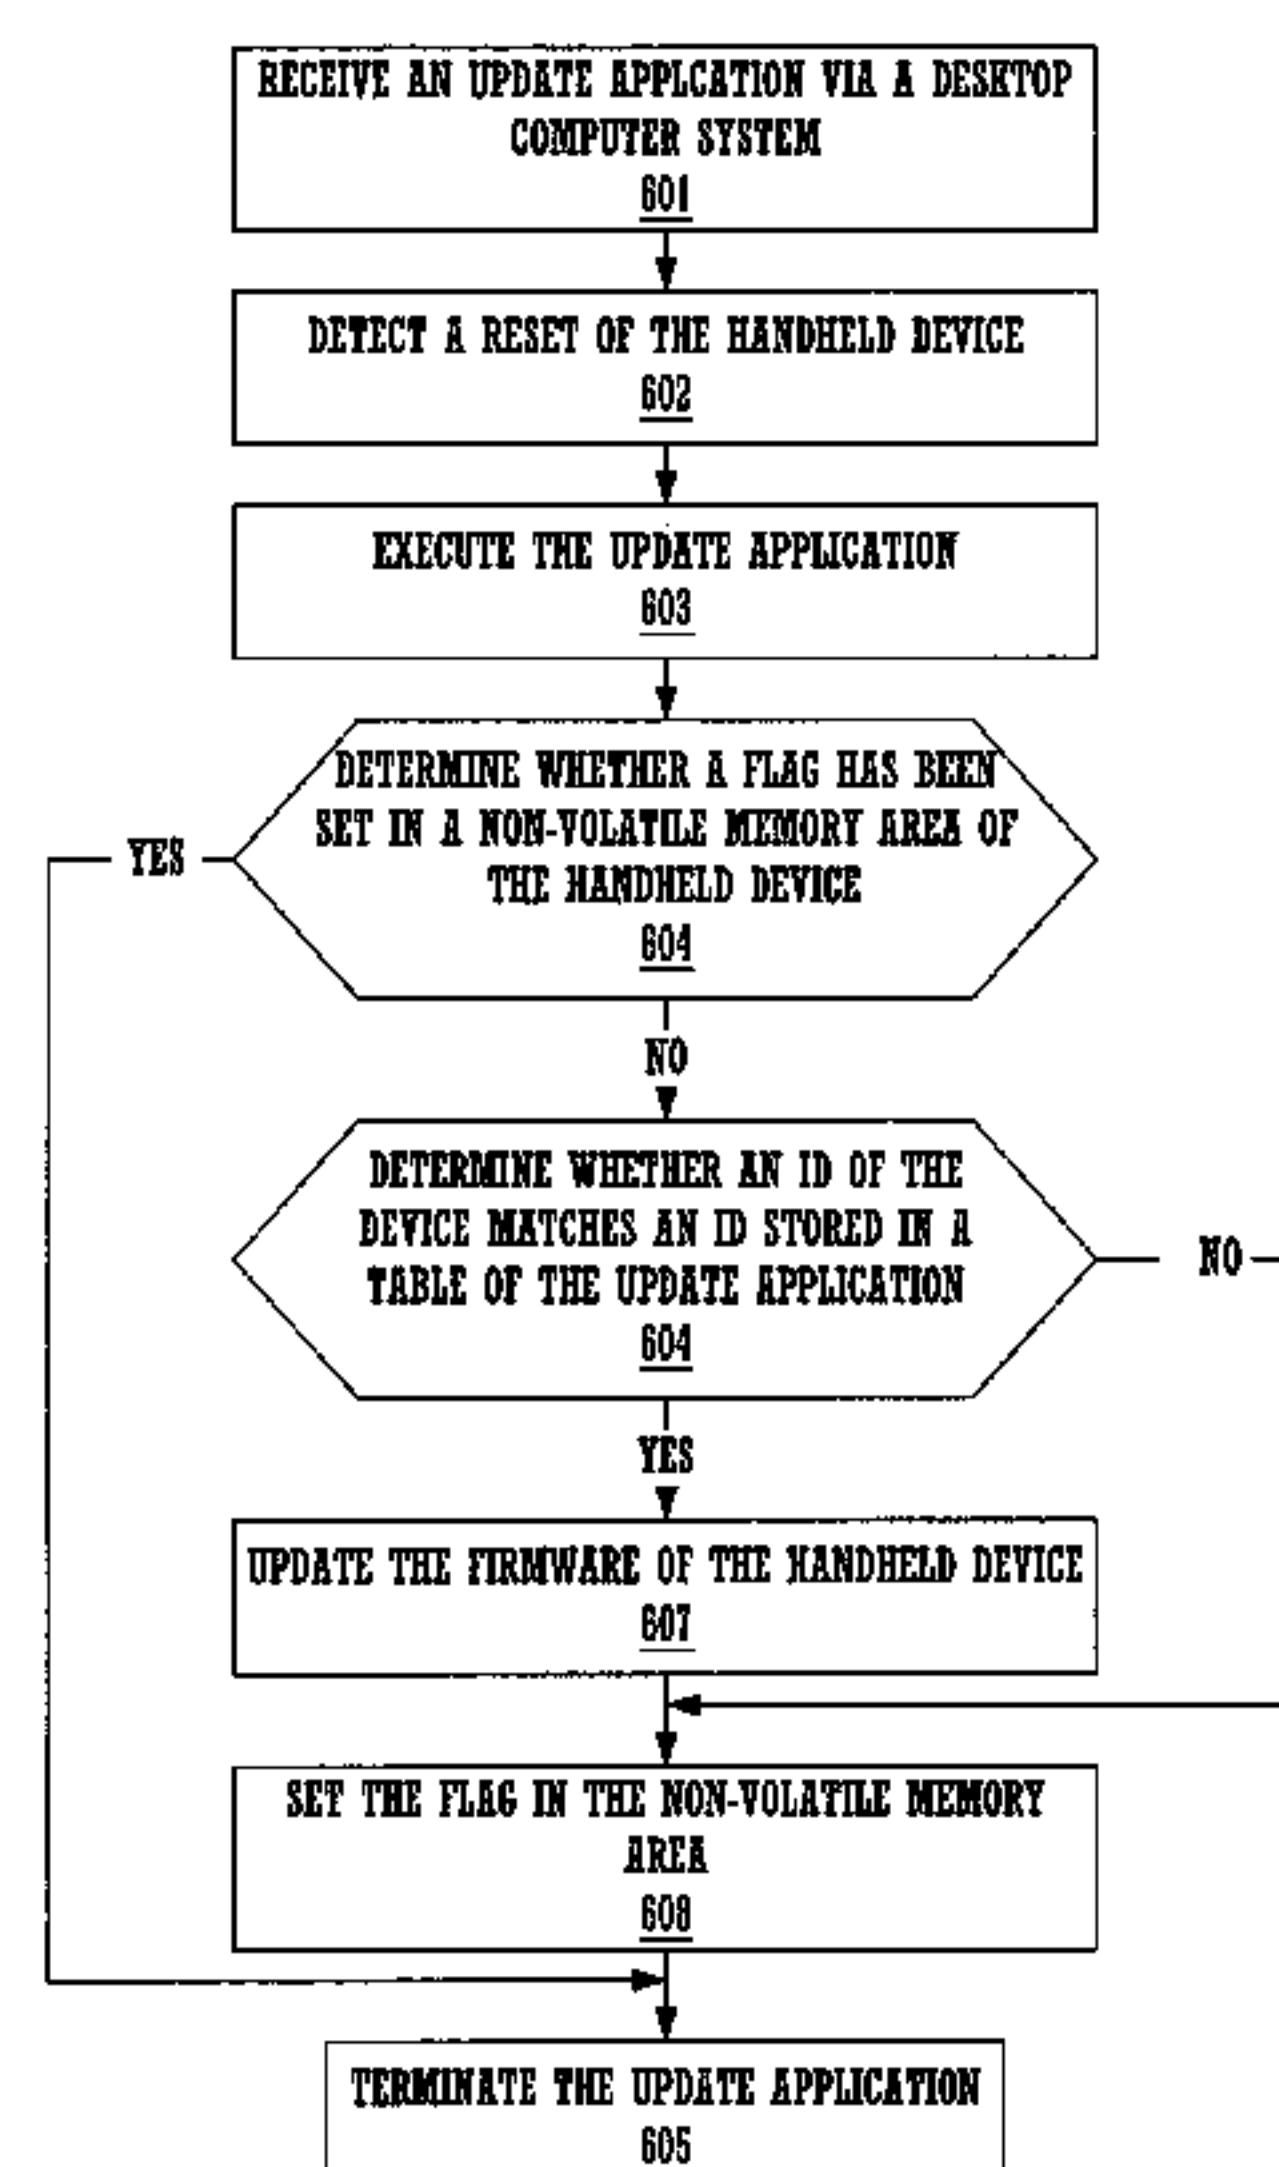 RECEIVE AN UPDATE APPLCATION VIA A DESKTOP
COMPUTER SYSTEM
601
DETECT A RESET OF THE HANDHELD DEVICE
602
EXECUTE THE UPDATE APPLICATION
603
DETERMINE WHETHER A FLAG HAS BEEN
SET IN A NON-VOLATILE MEMORY AREA OF
THE HANDHELD DEVICE
604
YES
NO
DETERMINE WHETHER AN ID OF THE
DEVICE MATCHES AN ID STORED IN A
TABLE OF THE UPDATE APPLICATION
604
NO
YES
UPDATE THE FIRMWARE OF THE HANDHELD DEVICE
607
SET THE FLAG IN THE NON-VOLATILE MEMORY
AREA
608
TERMINATE THE UPDATE APPLICATION
605